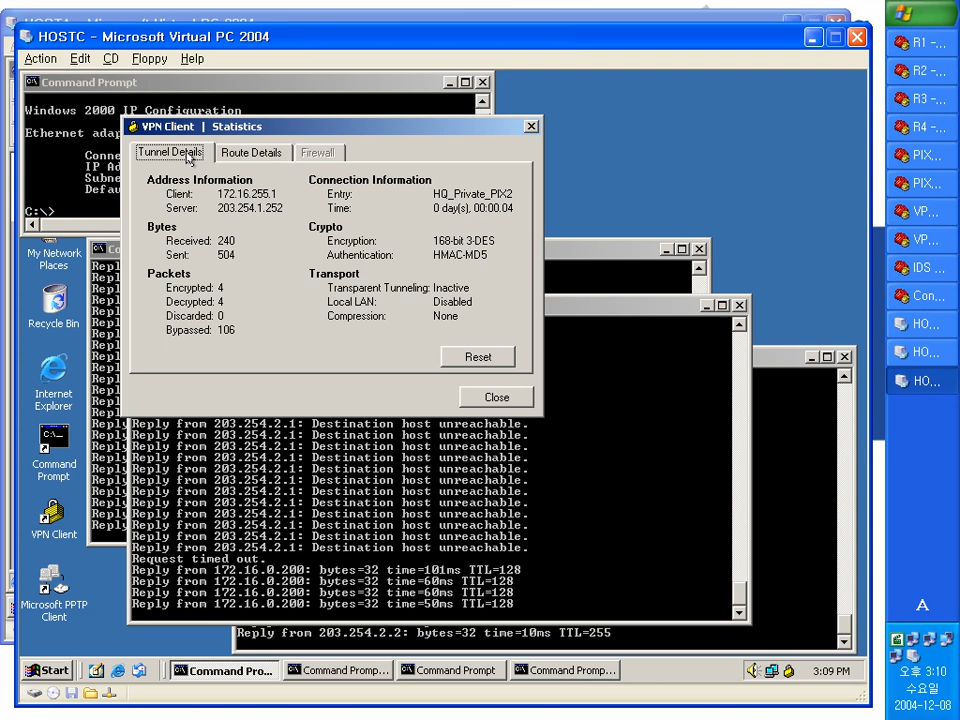 HOSTC - Microsoft Virtual PC 2004
Action Edit CD Floppy Help
Command Prompt
Windows 2000 IP Configuration
Ethernet adap
Conne
IP Ad
Subne
Defau
C:\>
VPN Client | Statistics
Tunnel Details Route Details Firewall
Address Information
Client: 172.16.255.1
Server: 203.254.1.252
Bytes
Received: 240
Sent: 504
Packets
Encrypted: 4
Decrypted: 4
Discarded: 0
Bypassed: 106
Connection Information
Entry: HQ_Private_PIX2
Time: 0 day(s), 00:00.04
Crypto
Encryption: 168-bit 3-DES
Authentication: HMAC-MD5
Transport
Transparent Tunneling: Inactive
Local LAN: Disabled
Compression: None
Reset
Close
My Network
Places
Recycle Bin
Internet
Explorer
Command
Prompt
VPN Client
Microsoft PPTP
Client
Reply from 203.254.2.1: Destination host unreachable.
Reply from 203.254.2.1: Destination host unreachable.
Reply from 203.254.2.1: Destination host unreachable.
Reply from 203.254.2.1: Destination host unreachable.
Reply from 203.254.2.1: Destination host unreachable.
Reply from 203.254.2.1: Destination host unreachable.
Reply from 203.254.2.1: Destination host unreachable.
Reply from 203.254.2.1: Destination host unreachable.
Reply from 203.254.2.1: Destination host unreachable.
Reply from 203.254.2.1: Destination host unreachable.
Reply from 203.254.2.1: Destination host unreachable.
Reply from 203.254.2.1: Destination host unreachable.
Request timed out.
Reply from 172.16.0.200: bytes=32 time=101ms TTL=128
Reply from 172.16.0.200: bytes=32 time=60ms TTL=128
Reply from 172.16.0.200: bytes=32 time=60ms TTL=128
Reply from 172.16.0.200: bytes=32 time=50ms TTL=128
Reply from 203.254.2.2: bytes=32 time=10ms TTL=255
Start Command Pro... Command Promp... Command Prompt Command Promp... 3:09 PM
R1 -...
R2 -...
R3 -...
R4 -...
PIX...
PIX...
VP...
VP...
IDS ...
Con...
HO...
HO...
HO...
A
오후 3:10
수요일
2004-12-08